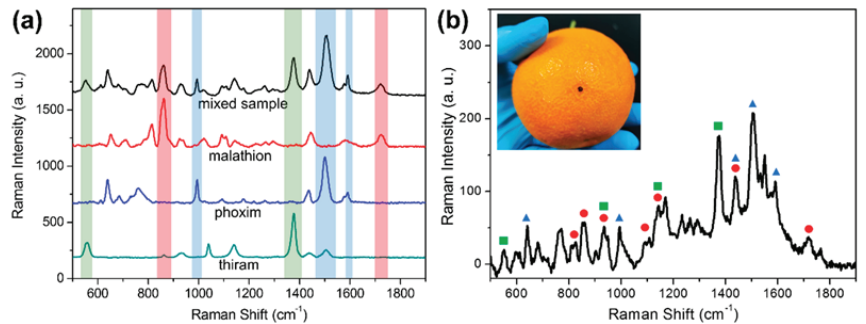 (a)
2000
1500
1000
500
250
Raman Intensity (a. u.)
mixed sample
malathion
phoxim
thiram
600 800 1000 1200 1400 1600 1800
Raman Shift (cm⁻¹)
(b)
300
200
100
0
Raman Intensity (a. u.)
600 800 1000 1200 1400 1600 1800
Raman Shift (cm⁻¹)